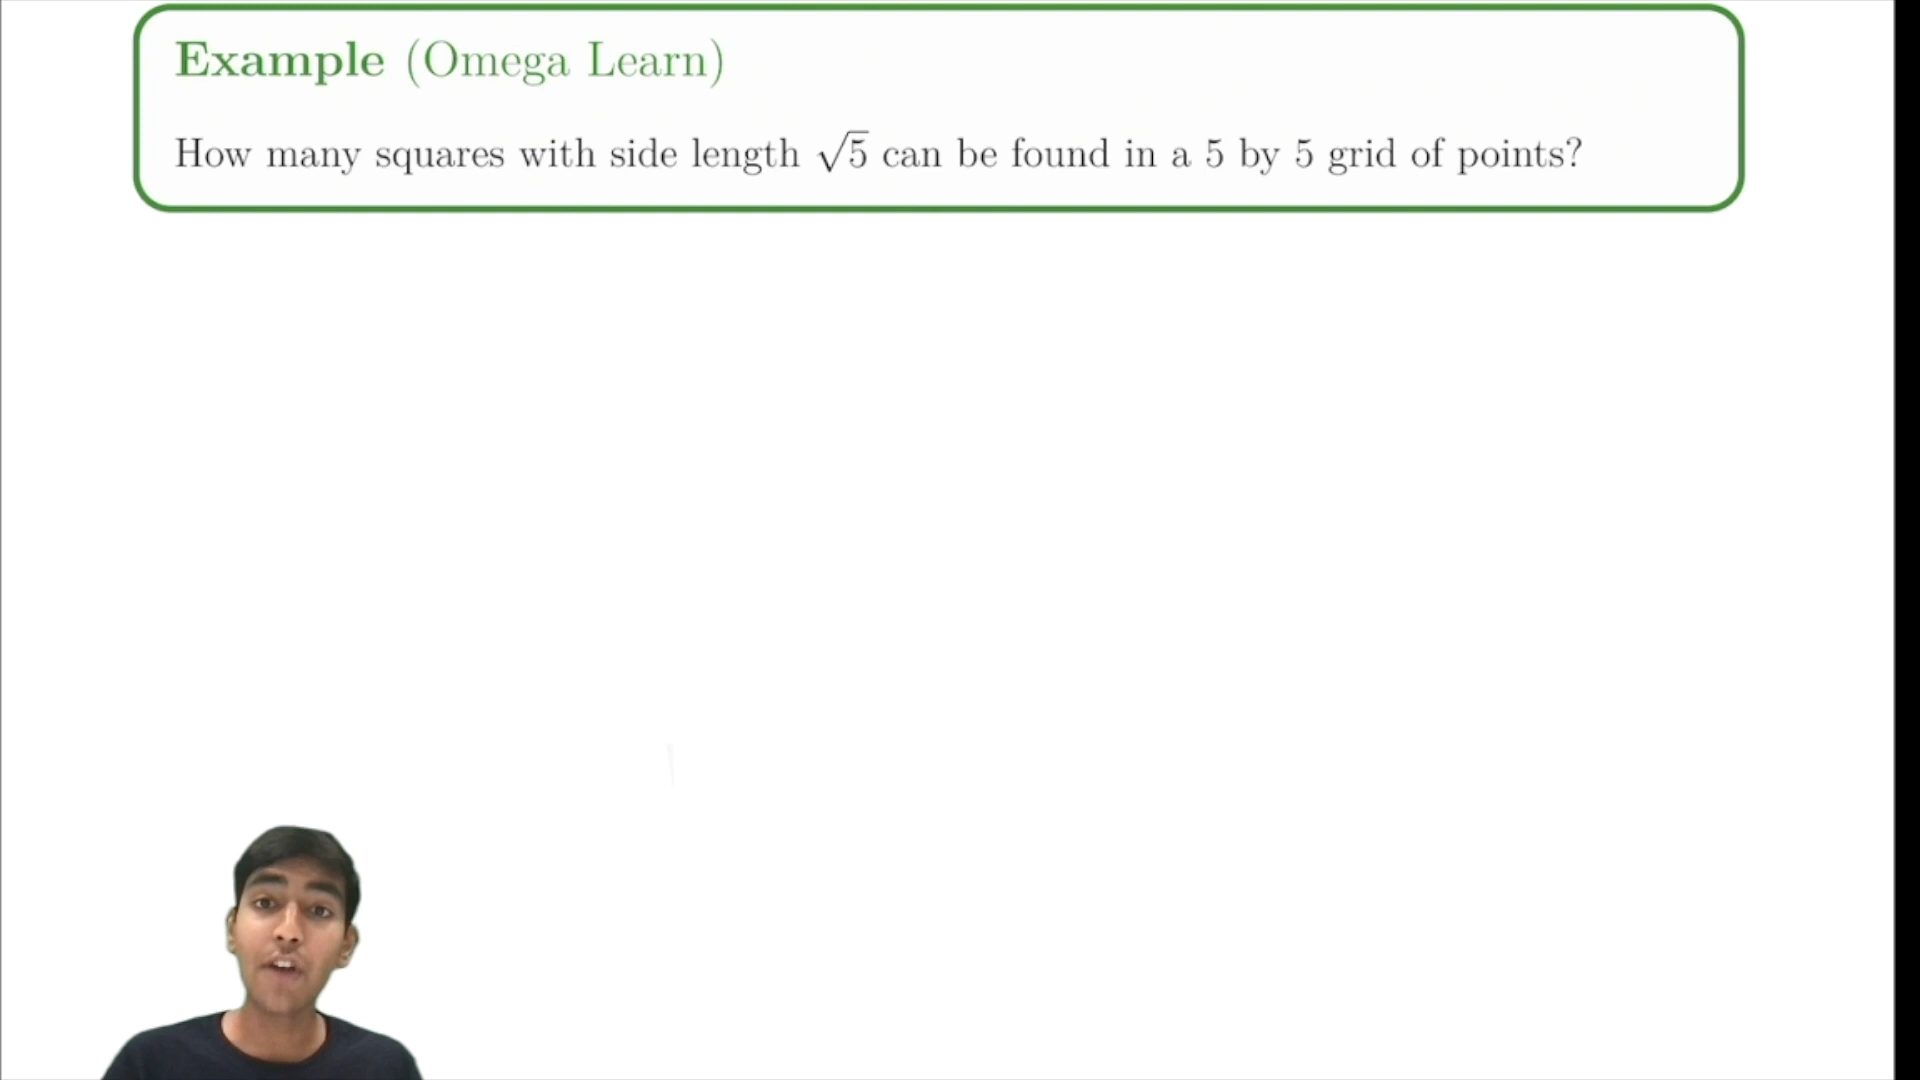 Example (Omega Learn)
How many squares with side length √5 can be found in a 5 by 5 grid of points?